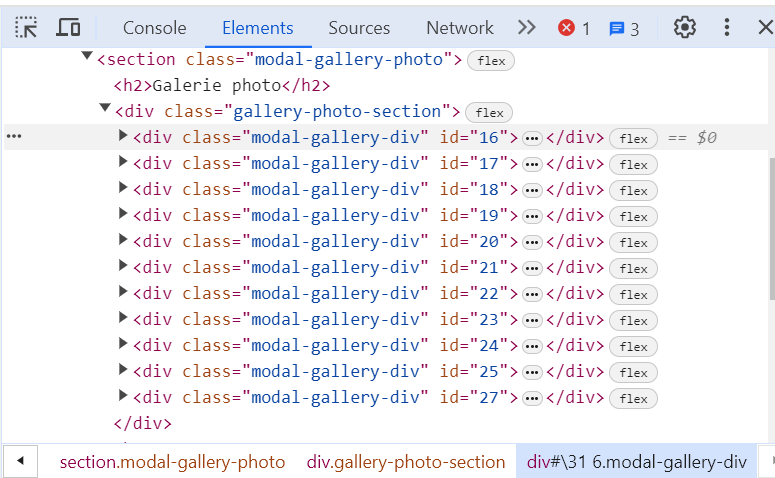 Console Elements Sources Network 1 3
<section class="modal-gallery-photo"> flex
<h2>Galerie photo</h2>
<div class="gallery-photo-section"> flex
<div class="modal-gallery-div" id="16"> ••• </div> flex == $0
<div class="modal-gallery-div" id="17"> ••• </div> flex
<div class="modal-gallery-div" id="18"> ••• </div> flex
<div class="modal-gallery-div" id="19"> ••• </div> flex
<div class="modal-gallery-div" id="20"> ••• </div> flex
<div class="modal-gallery-div" id="21"> ••• </div> flex
<div class="modal-gallery-div" id="22"> ••• </div> flex
<div class="modal-gallery-div" id="23"> ••• </div> flex
<div class="modal-gallery-div" id="24"> ••• </div> flex
<div class="modal-gallery-div" id="25"> ••• </div> flex
<div class="modal-gallery-div" id="27"> ••• </div> flex
</div>
section.modal-gallery-photo div.gallery-photo-section div#\31 6.modal-gallery-div